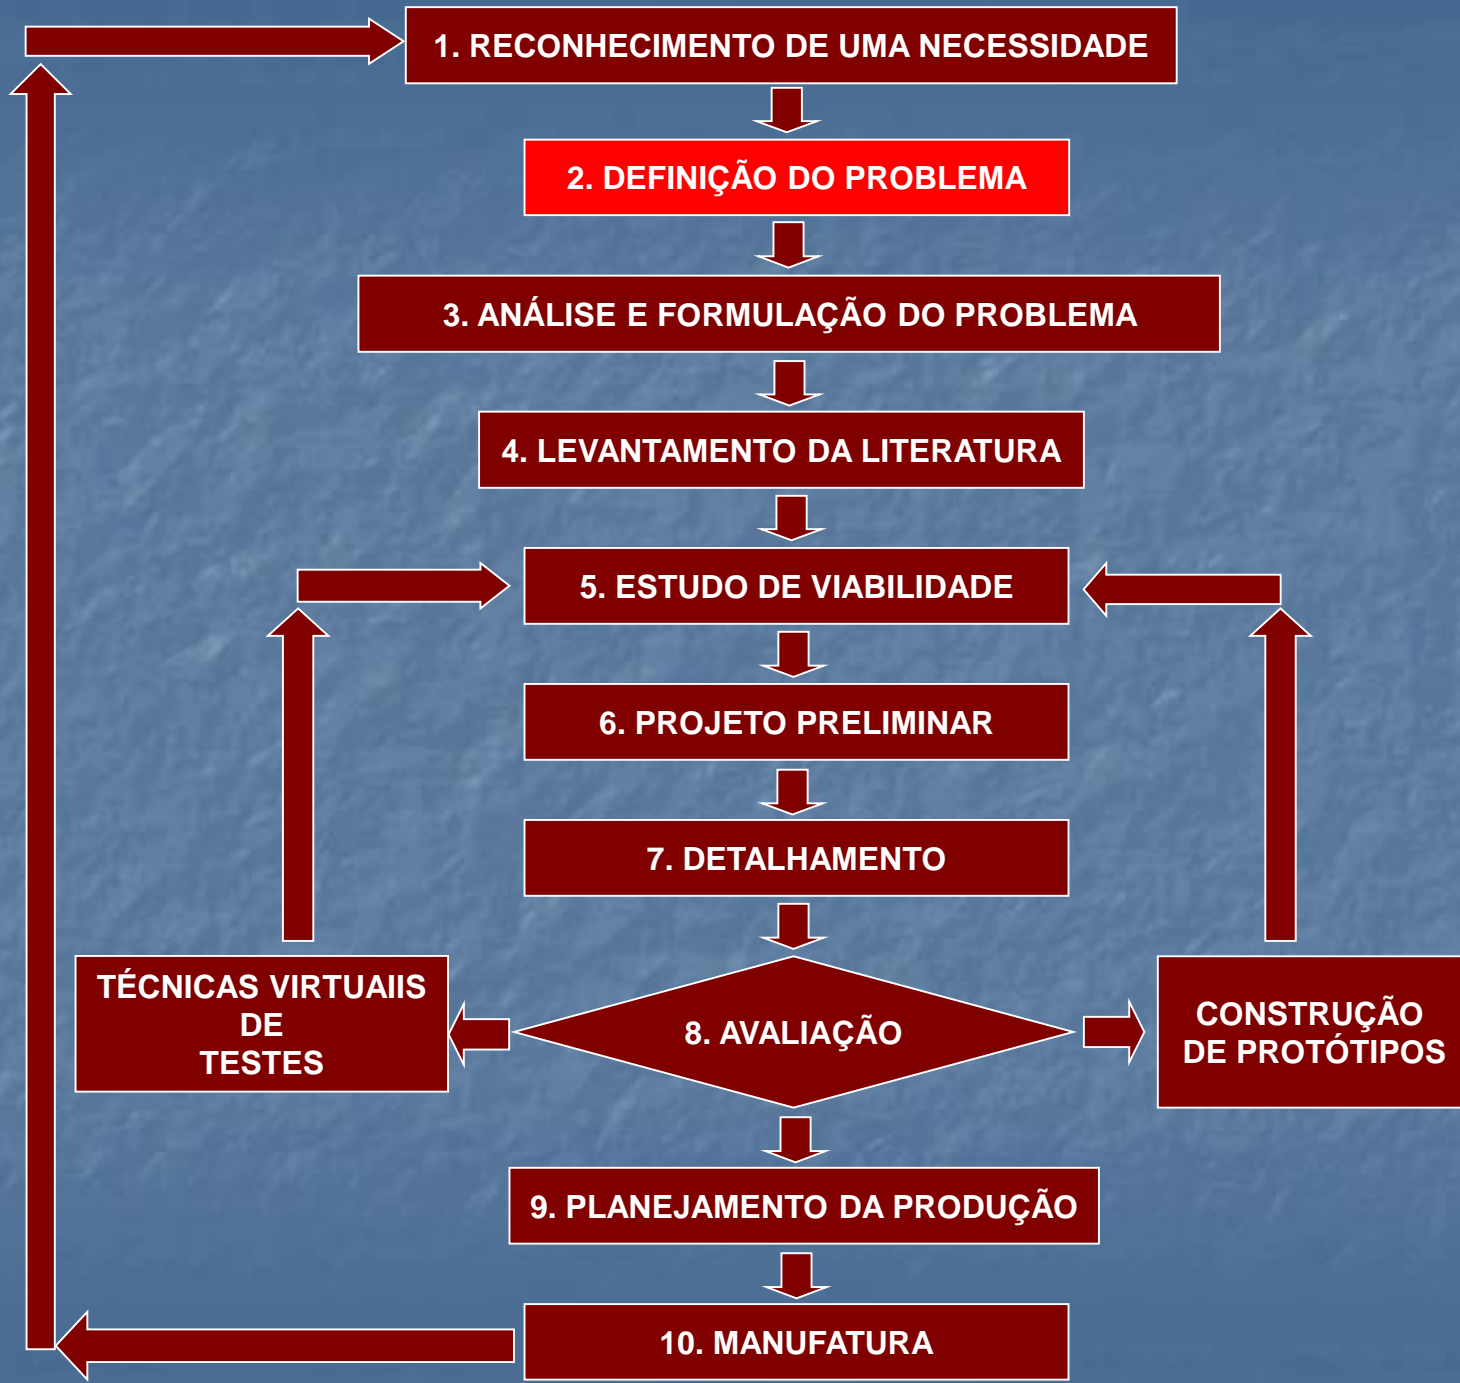 1. RECONHECIMENTO DE UMA NECESSIDADE
2. DEFINIÇÃO DO PROBLEMA
3. ANÁLISE E FORMULAÇÃO DO PROBLEMA
4. LEVANTAMENTO DA LITERATURA
5. ESTUDO DE VIABILIDADE
6. PROJETO PRELIMINAR
7. DETALHAMENTO
TÉCNICAS VIRTUAIIS
DE
TESTES
8. AVALIAÇÃO
CONSTRUÇÃO
DE PROTÓTIPOS
9. PLANEJAMENTO DA PRODUÇÃO
10. MANUFATURA